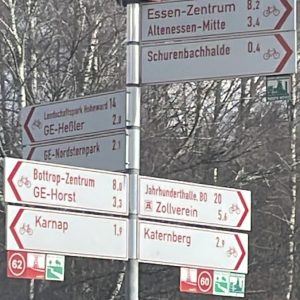 Essen-Zentrum 8,2
Altenessen-Mitte 3,4
Schurenbachhalde 0,4
Landschaftspark Hoheward 14
GE-Heßler 2,8
GE-Nordsternpark 2,1
Bottrop-Zentrum 8,0
GE-Horst 3,3
Karnap 1,9
Jahrhunderthalle, BO 20
Zollverein 5,6
Katernberg 2,9
62
60